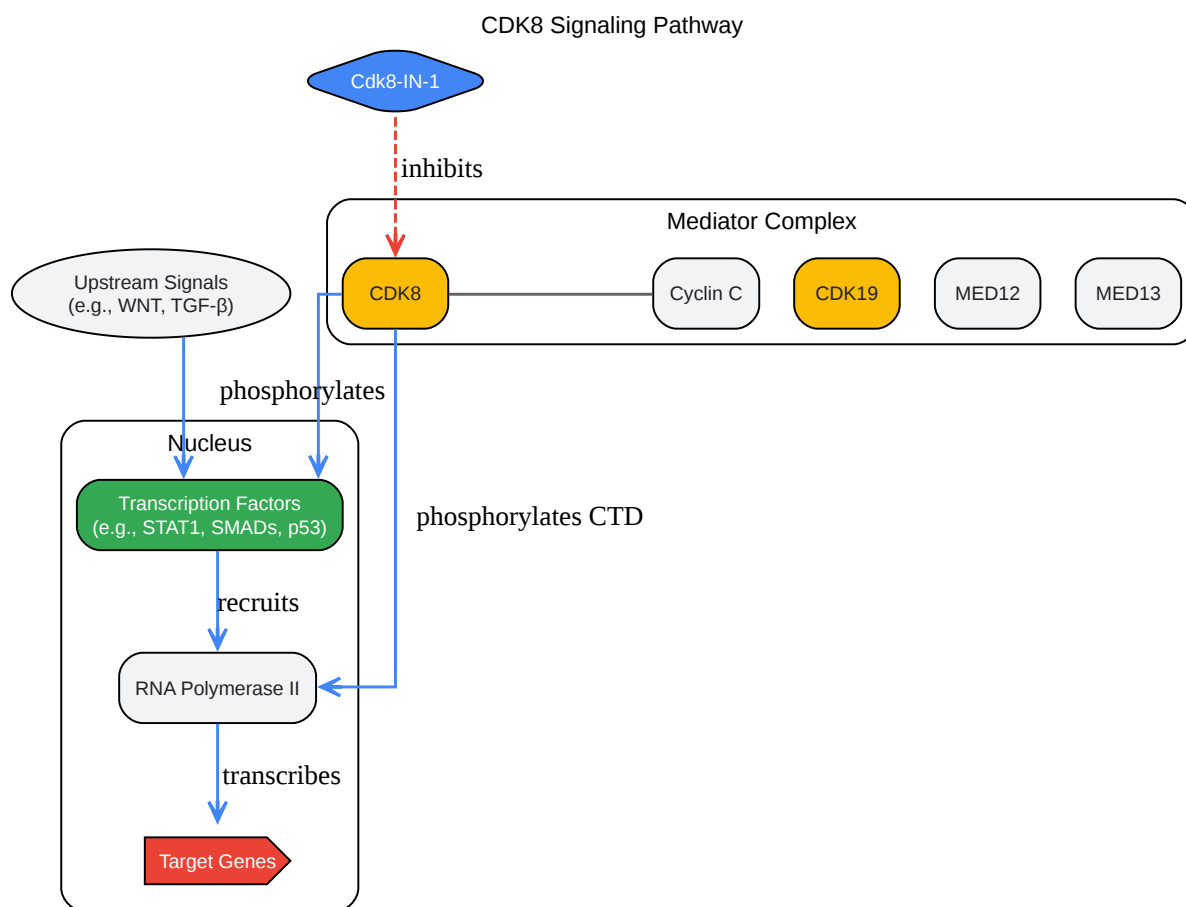 CDK8 Signaling Pathway
Cdk8-IN-1
inhibits
Mediator Complex
Upstream Signals
(e.g., WNT, TGF-β)
CDK8
Cyclin C
CDK19
MED12
MED13
phosphorylates
Nucleus
Transcription Factors
(e.g., STAT1, SMADs, p53)
phosphorylates CTD
recruits
RNA Polymerase II
transcribes
Target Genes